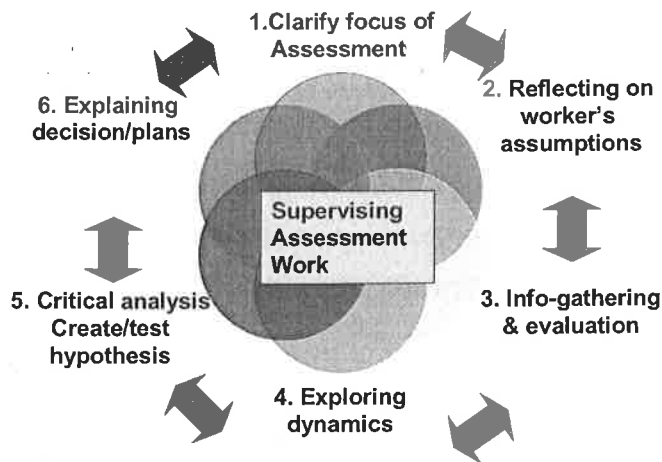 1.Clarify focus of
Assessment
2. Reflecting on
worker's
assumptions
3. Info-gathering
& evaluation
4. Exploring
dynamics
5. Critical analysis
Create/test
hypothesis
6. Explaining
decision/plans
Supervising
Assessment
Work